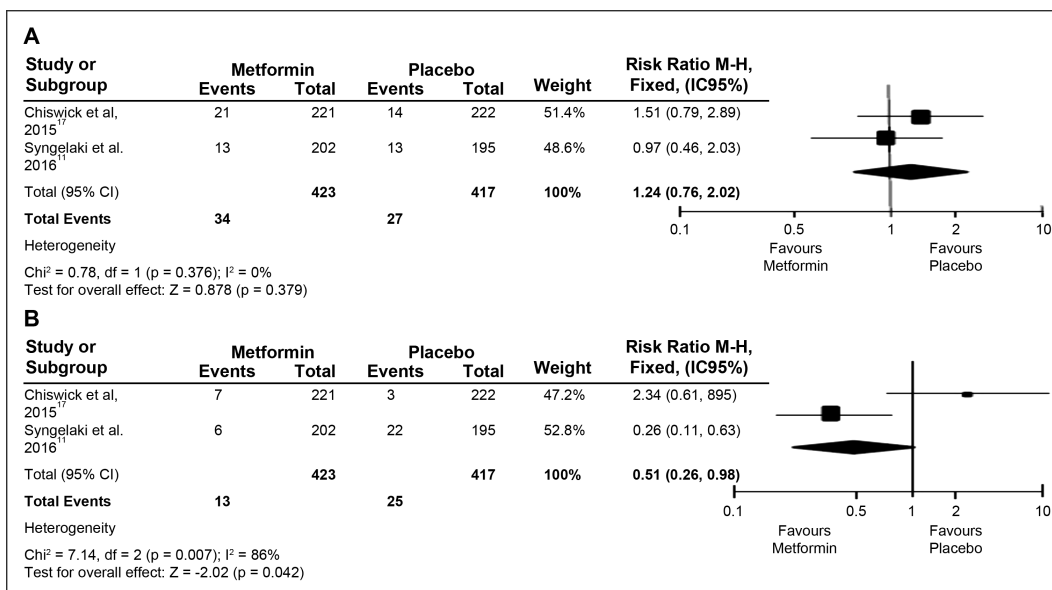 A
Study or Subgroup Metformin Events Metformin Total Placebo Events Placebo Total Weight Risk Ratio M-H, Fixed, (IC95%)
Chiswick et al, 2015¹⁷ 21 221 14 222 51.4% 1.51 (0.79, 2.89)
Syngelaki et al. 2016¹¹ 13 202 13 195 48.6% 0.97 (0.46, 2.03)
Total (95% CI) 423 417 100% 1.24 (0.76, 2.02)
Total Events 34 27
0.1 0.5 1 2 10
Favours Metformin Favours Placebo
Heterogeneity
Chi² = 0.78, df = 1 (p = 0.376); I² = 0%
Test for overall effect: Z = 0.878 (p = 0.379)
B
Study or Subgroup Metformin Events Metformin Total Placebo Events Placebo Total Weight Risk Ratio M-H, Fixed, (IC95%)
Chiswick et al, 2015¹⁷ 7 221 3 222 47.2% 2.34 (0.61, 895)
Syngelaki et al. 2016¹¹ 6 202 22 195 52.8% 0.26 (0.11, 0.63)
Total (95% CI) 423 417 100% 0.51 (0.26, 0.98)
Total Events 13 25
0.1 0.5 1 2 10
Favours Metformin Favours Placebo
Heterogeneity
Chi² = 7.14, df = 2 (p = 0.007); I² = 86%
Test for overall effect: Z = -2.02 (p = 0.042)